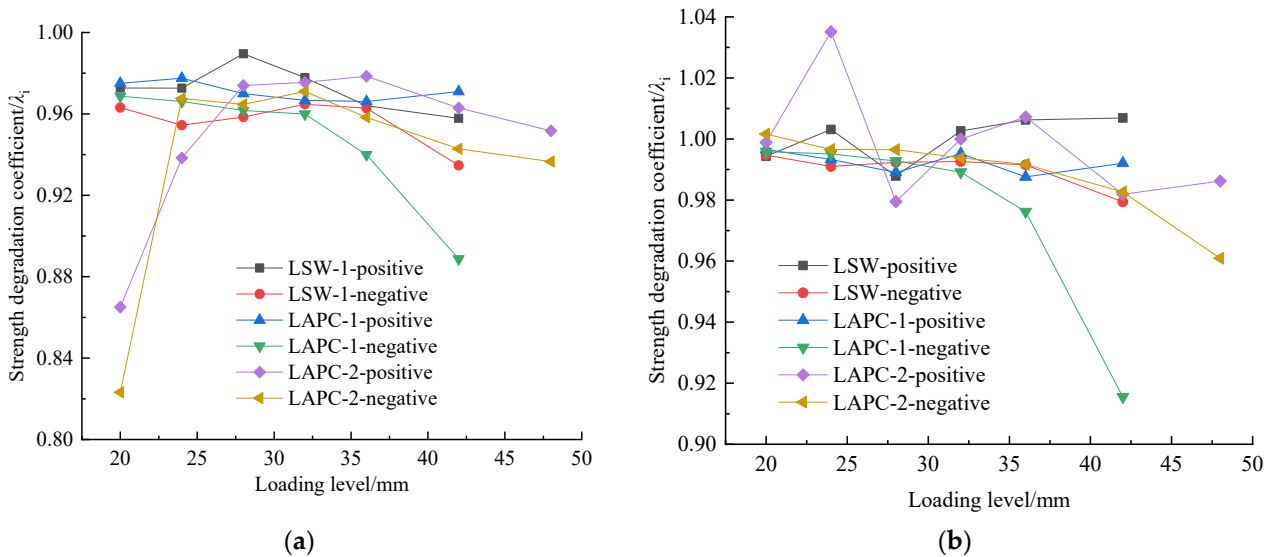 1.00
0.96
0.92
0.88
0.84
0.80
Strength degradation coefficient/λi
LSW-1-positive
LSW-1-negative
LAPC-1-positive
LAPC-1-negative
LAPC-2-positive
LAPC-2-negative
20 25 30 35 40 45 50
Loading level/mm
(a)
1.04
1.02
1.00
0.98
0.96
0.94
0.92
0.90
Strength degradation coefficient/λi
LSW-positive
LSW-negative
LAPC-1-positive
LAPC-1-negative
LAPC-2-positive
LAPC-2-negative
20 25 30 35 40 45 50
Loading level/mm
(b)